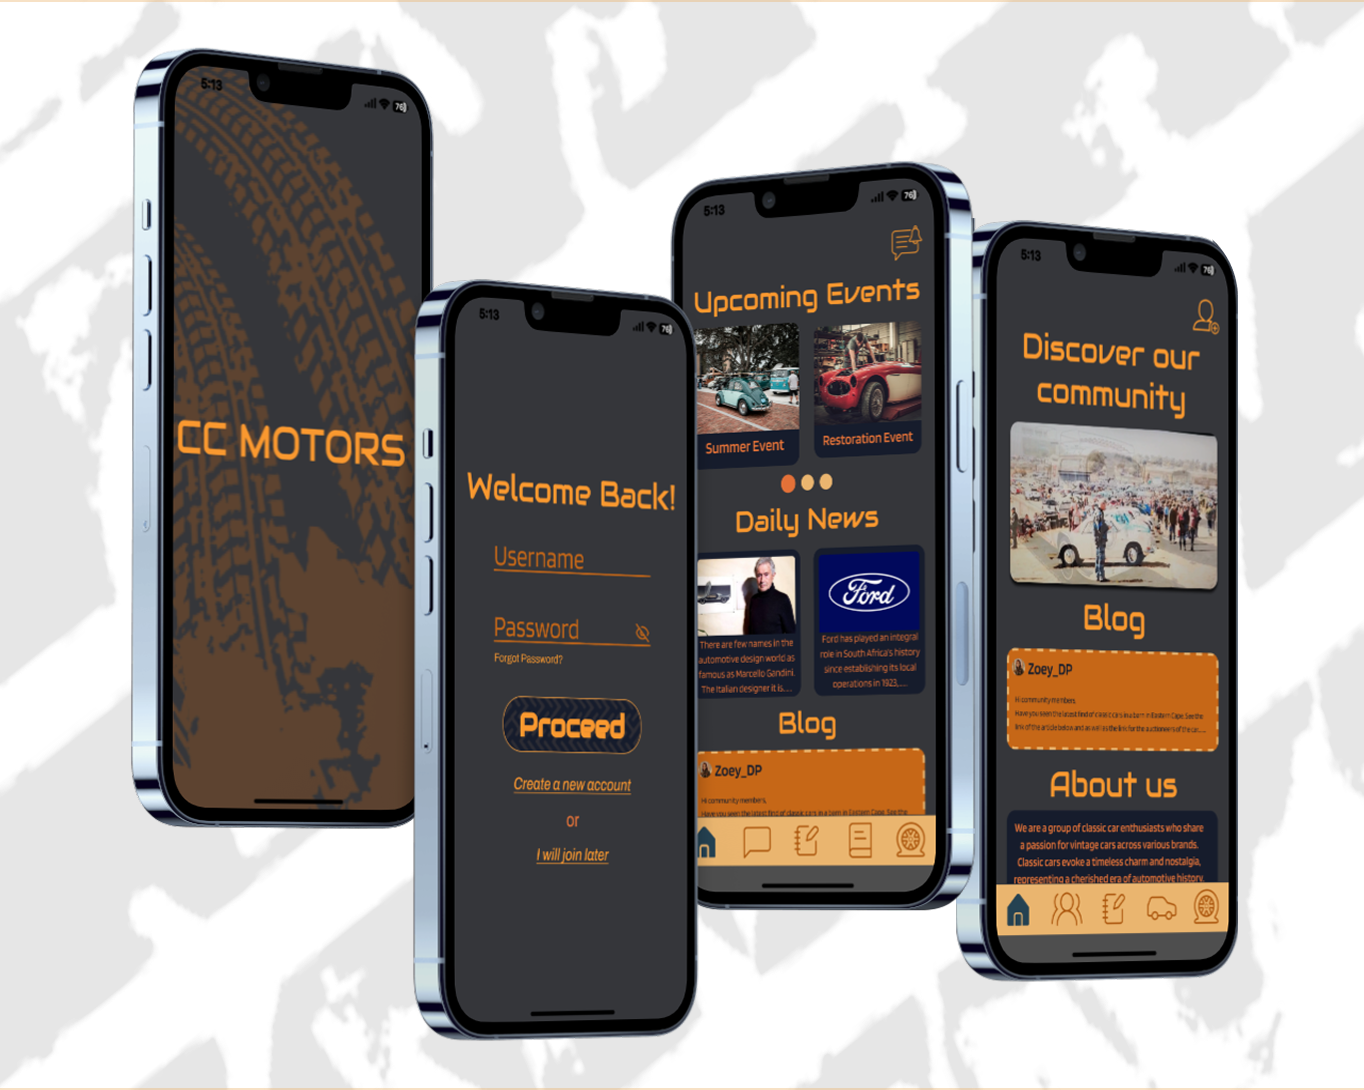 5:13
76
CC MOTORS
5:13
76
Welcome Back!
Username
Password
Forgot Password?
Proceed
Create a new account
or
I will join later
5:13
76
Upcoming Events
Summer Event
Restoration Event
Daily News
There are few names in the
automotive design world as
famous as Marcello Gandini.
The Italian designer it is.....
Ford
Ford has played an integral
role in South Africa's history
since establishing its local
operations in 1923,.....
Blog
Zoey_DP
Hi community members,
Have you seen the latest find of classic cars in a barn in Eastern Cape. See the
5:13
76
Discover our
community
Blog
Zoey_DP
Hi community members,
Have you seen the latest find of classic cars in a barn in Eastern Cape. See the
link of the article below and as well as the link for the auctioneers of the car.....
About us
We are a group of classic car enthusiasts who share
a passion for vintage cars across various brands.
Classic cars evoke a timeless charm and nostalgia,
representing a cherished era of automotive history.